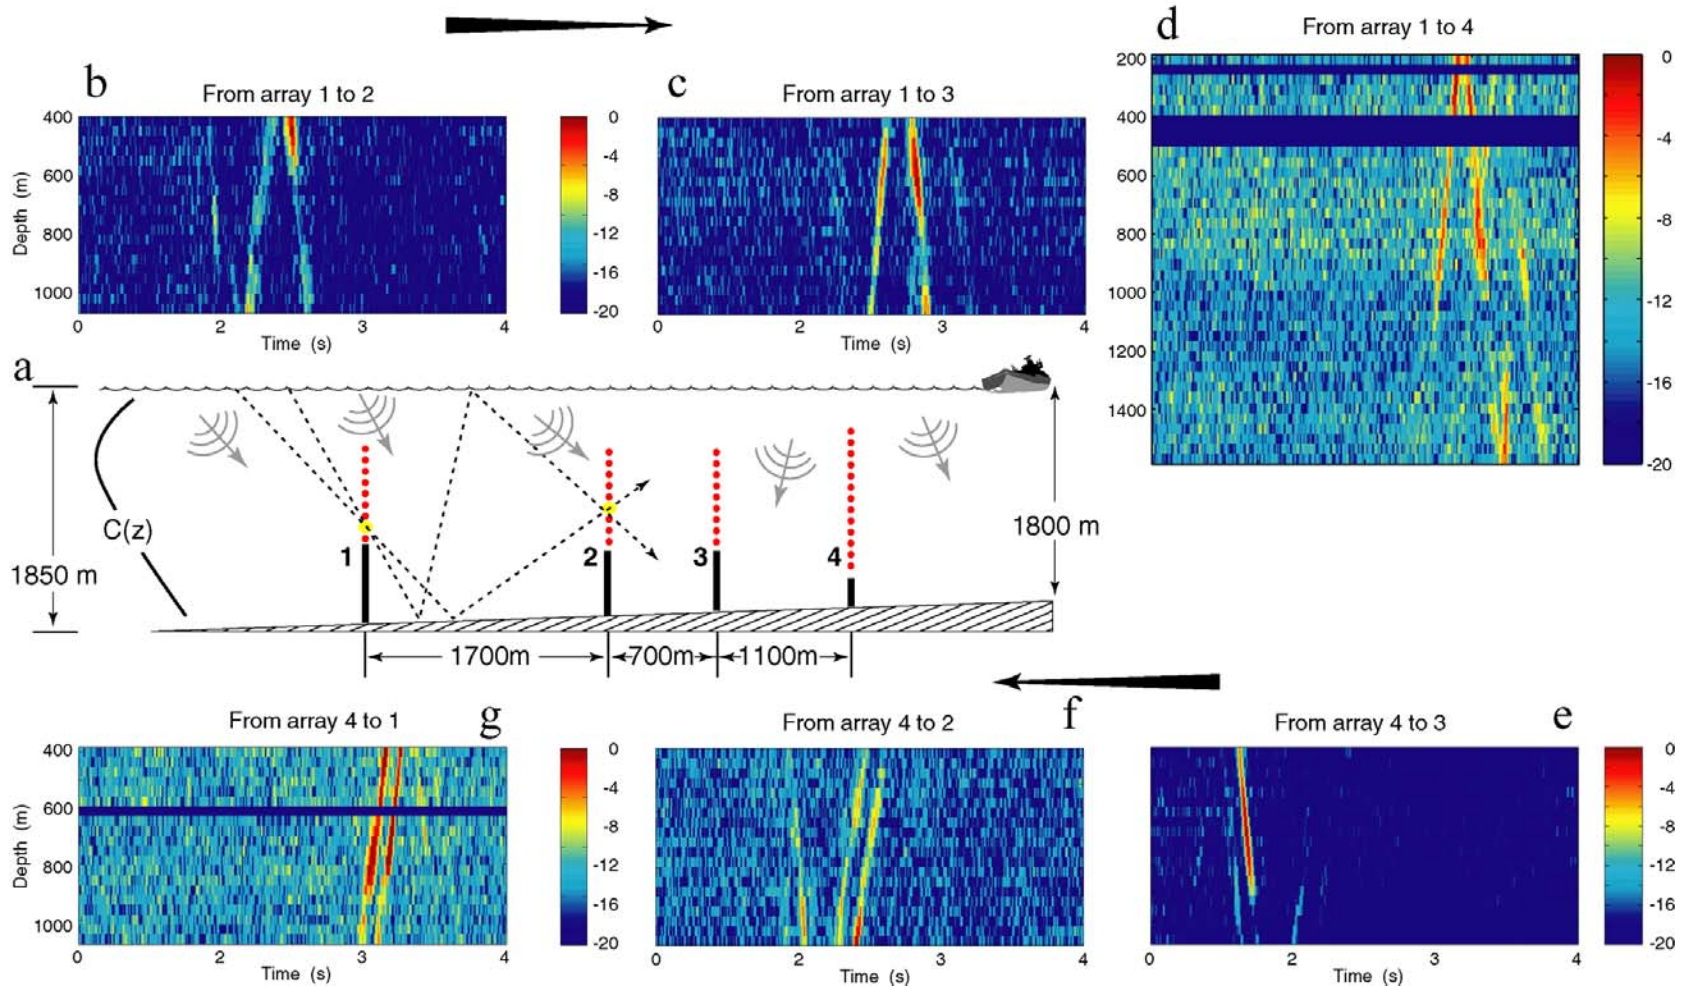 d
From array 1 to 4
b
From array 1 to 2
c
From array 1 to 3
Depth (m)
400
600
800
1000
0
2
3
4
Time (s)
0
-4
-8
-12
-16
-20
0
2
3
4
Time (s)
200
400
600
800
1000
1200
1400
0
-4
-8
-12
-16
-20
a
C(z)
1850 m
1800 m
1
2
3
4
1700m
700m
1100m
From array 4 to 1
g
From array 4 to 2
f
From array 4 to 3
e
Depth (m)
400
600
800
1000
0
2
3
4
Time (s)
0
-4
-8
-12
-16
-20
0
2
3
4
Time (s)
0
2
3
4
Time (s)
0
-4
-8
-12
-16
-20